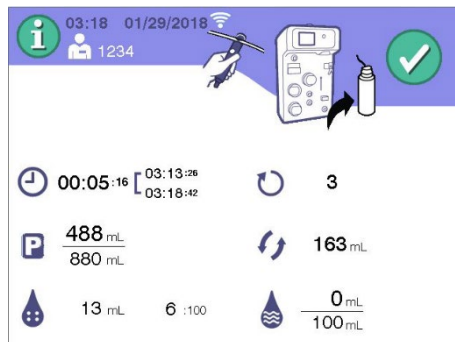 03:18 01/29/2018
1234
00:05:16 03:13:26
03:18:42
3
P 488 mL
880 mL
163 mL
13 mL 6 :100
0 mL
100 mL